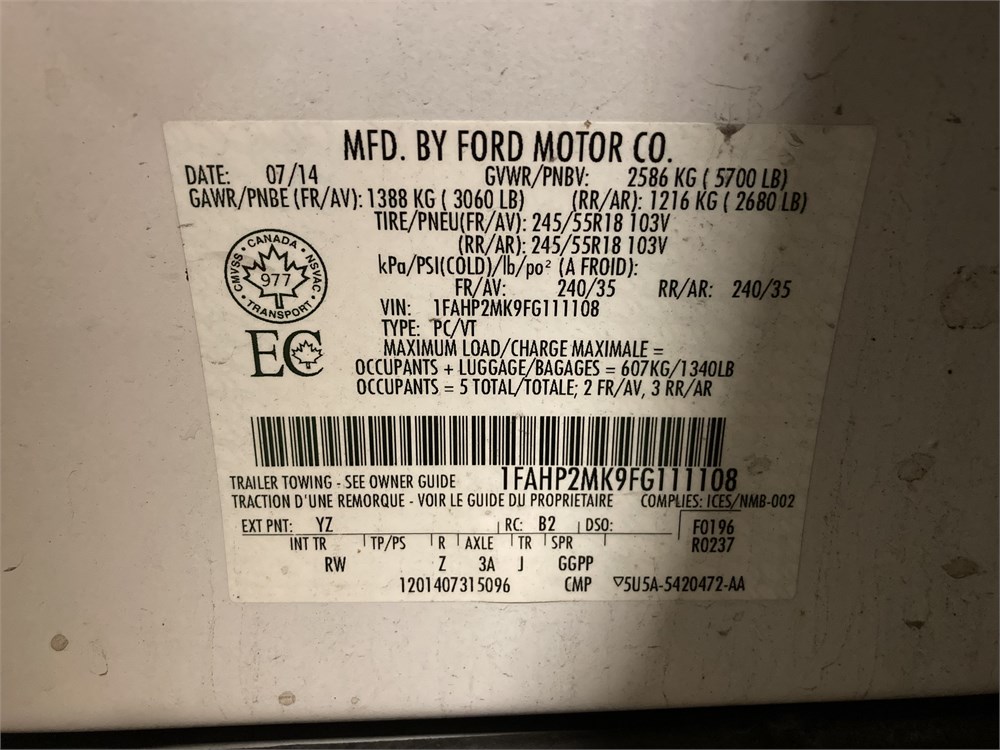 MFD. BY FORD MOTOR CO.
DATE: 07/14 GVWR/PNBV: 2586 KG ( 5700 LB)
GAWR/PNBE (FR/AV): 1388 KG ( 3060 LB) (RR/AR): 1216 KG ( 2680 LB)
TIRE/PNEU(FR/AV): 245/55R18 103V
(RR/AR): 245/55R18 103V
kPa/PSI(COLD)/lb/po² (A FROID):
FR/AV: 240/35 RR/AR: 240/35
CANADA
CMVSS 977 NSVAC
TRANSPORT
VIN: 1FAHP2MK9FG111108
TYPE: PC/VT
EC
MAXIMUM LOAD/CHARGE MAXIMALE =
OCCUPANTS + LUGGAGE/BAGAGES = 607KG/1340LB
OCCUPANTS = 5 TOTAL/TOTALE; 2 FR/AV, 3 RR/AR
TRAILER TOWING - SEE OWNER GUIDE 1FAHP2MK9FG111108
TRACTION D'UNE REMORQUE - VOIR LE GUIDE DU PROPRIETAIRE COMPLIES: ICES/NMB-002
EXT PNT: YZ RC: B2 DSO: F0196
INT TR TP/PS R AXLE TR SPR R0237
RW Z 3A J GGPP
1201407315096 CMP ▽5U5A-5420472-AA